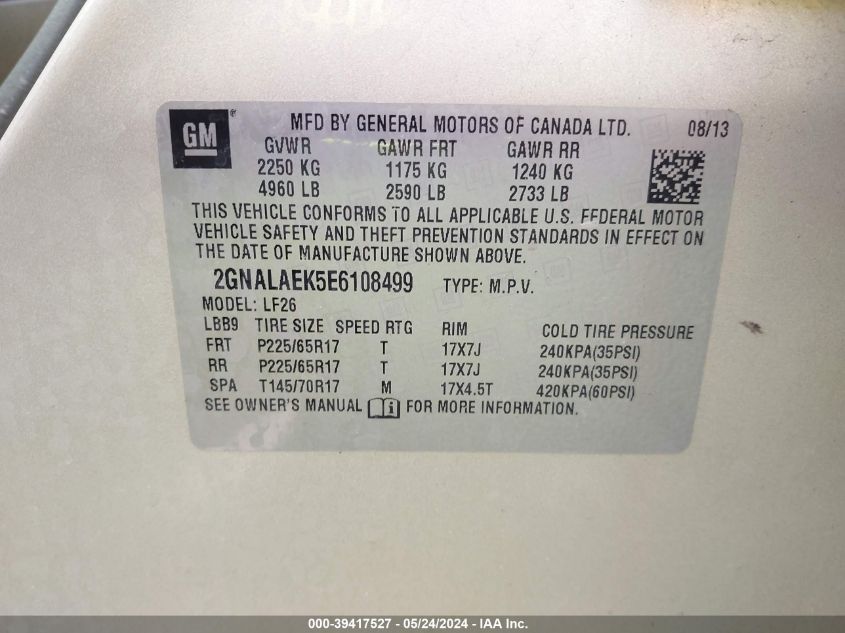 GM ® MFD BY GENERAL MOTORS OF CANADA LTD. 08/13
GVWR GAWR FRT GAWR RR
2250 KG 1175 KG 1240 KG
4960 LB 2590 LB 2733 LB
THIS VEHICLE CONFORMS TO ALL APPLICABLE U.S. FEDERAL MOTOR
VEHICLE SAFETY AND THEFT PREVENTION STANDARDS IN EFFECT ON
THE DATE OF MANUFACTURE SHOWN ABOVE.
2GNALAEK5E6108499 TYPE: M.P.V.
MODEL: LF26
LBB9 TIRE SIZE SPEED RTG RIM COLD TIRE PRESSURE
FRT P225/65R17 T 17X7J 240KPA(35PSI)
RR P225/65R17 T 17X7J 240KPA(35PSI)
SPA T145/70R17 M 17X4.5T 420KPA(60PSI)
SEE OWNER'S MANUAL i FOR MORE INFORMATION.
000-39417527 - 05/24/2024 - IAA Inc.